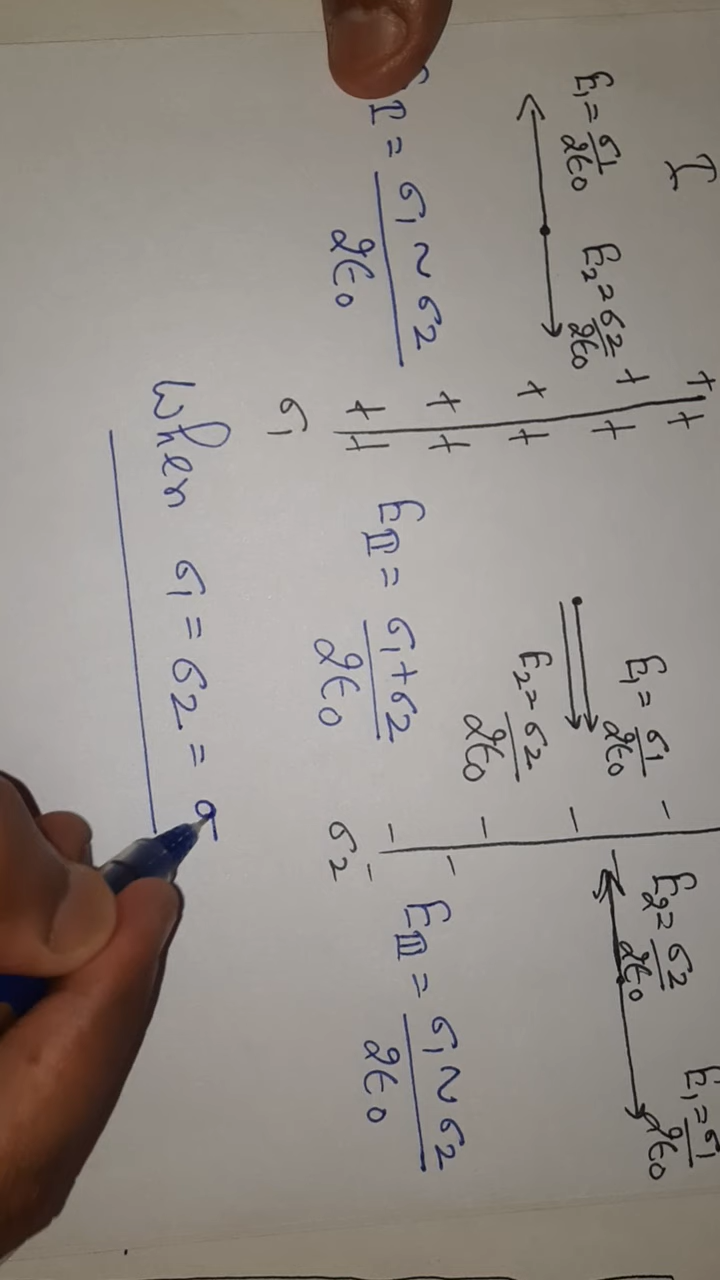 I
E₁ = σ₁/2ε₀ E₂ = σ₂/2ε₀
E₁ = σ₁/2ε₀
E₂ = σ₂/2ε₀
E₂ = σ₂/2ε₀ E₁ = σ₁/2ε₀
+ + + + +
+ + + + +
- - - -
- - -
I = σ₁ ~ σ₂/2ε₀ E_II = σ₁ + σ₂/2ε₀ E_III = σ₁ ~ σ₂/2ε₀
σ₁ σ₂
When σ₁ = σ₂ = σ